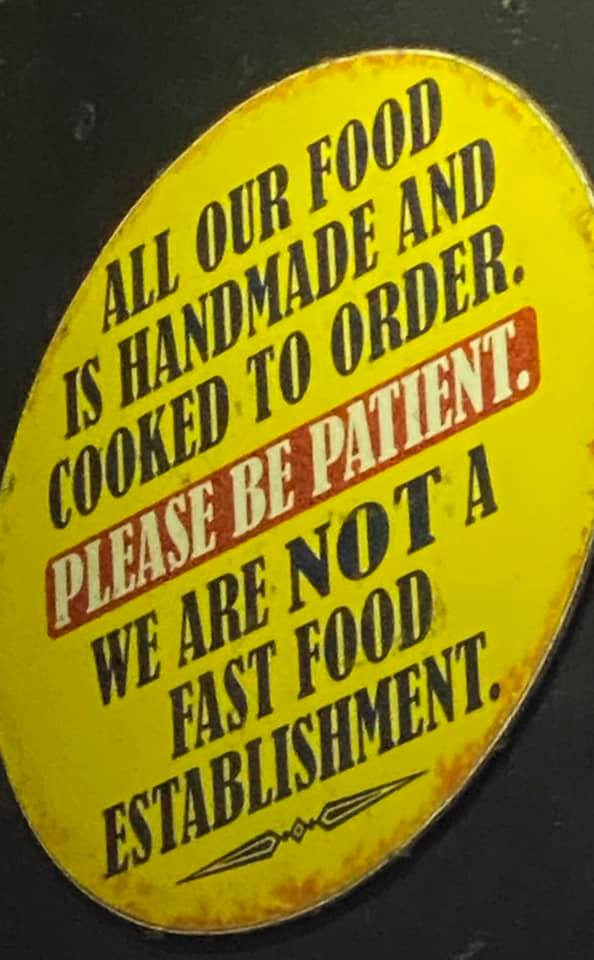 ALL OUR FOOD
IS HANDMADE AND
COOKED TO ORDER.
PLEASE BE PATIENT.
WE ARE NOT A
FAST FOOD
ESTABLISHMENT.